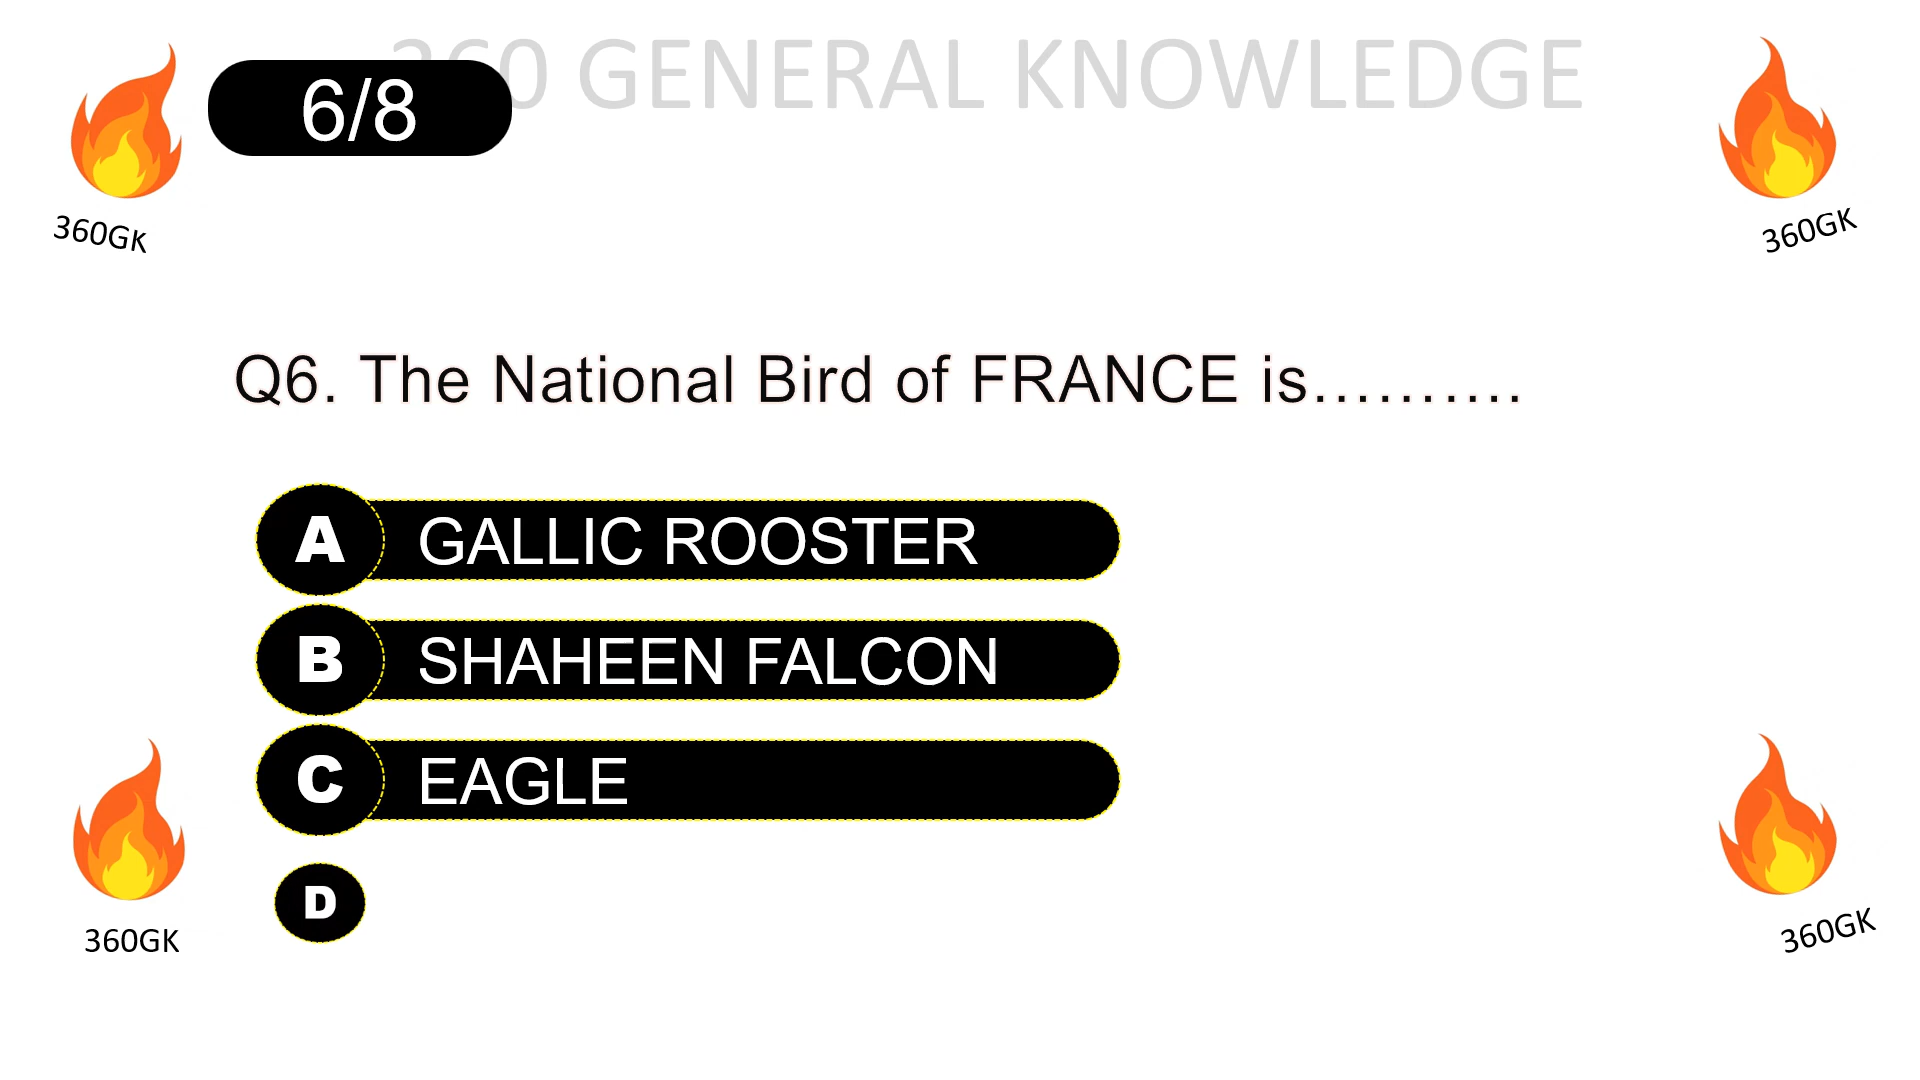 360 GENERAL KNOWLEDGE
6/8
360GK
360GK
Q6. The National Bird of FRANCE is..........
A GALLIC ROOSTER
B SHAHEEN FALCON
C EAGLE
D
360GK
360GK